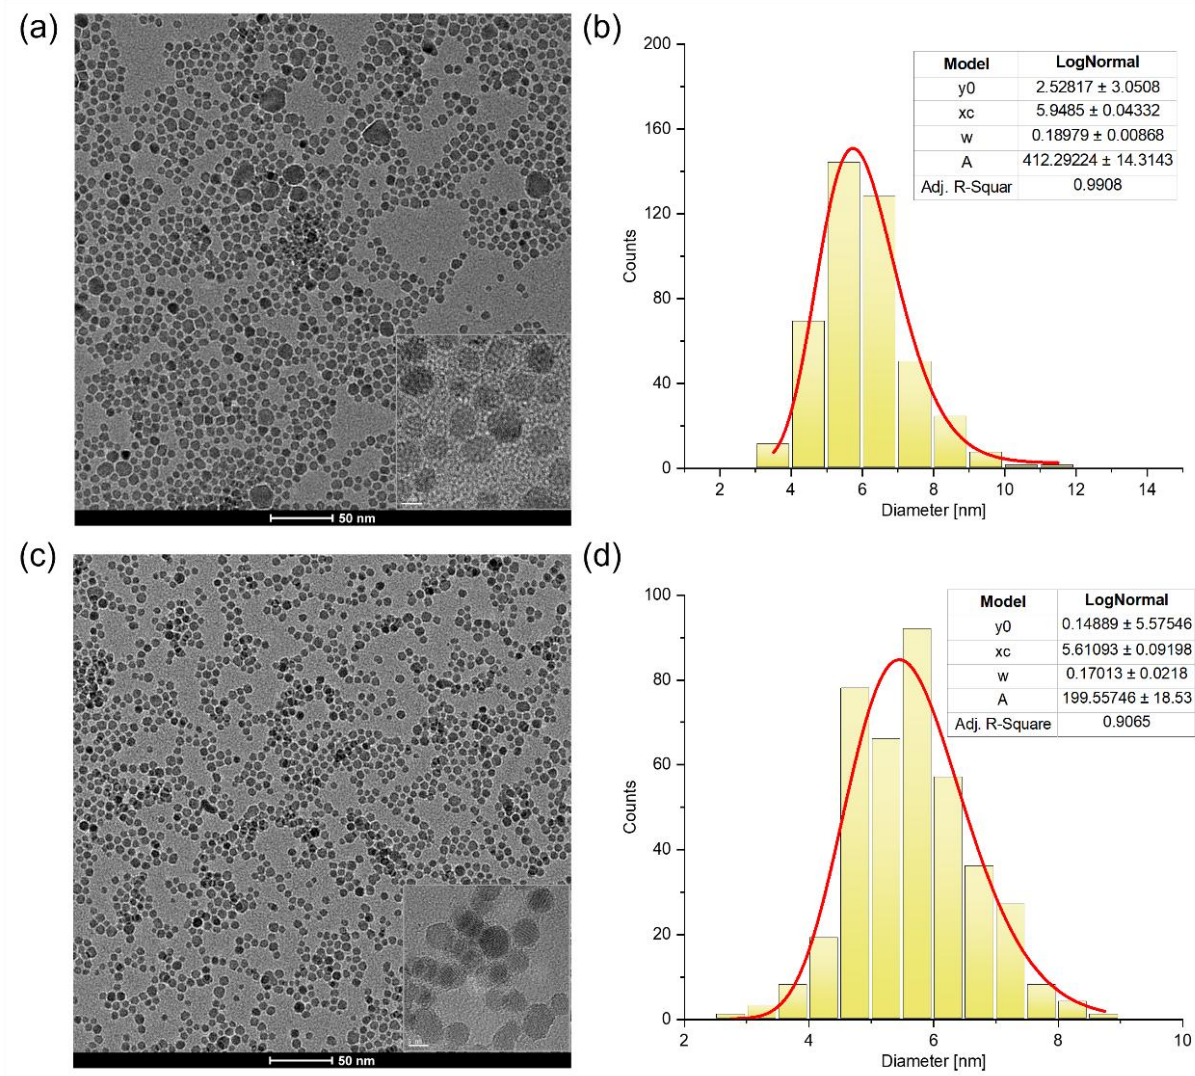 (a)
50 nm
(b)
200
160
120
80
40
0
Counts
2 4 6 8 10 12 14
Diameter [nm]
Model LogNormal
y0 2.52817 ± 3.0508
xc 5.9485 ± 0.04332
w 0.18979 ± 0.00868
A 412.29224 ± 14.3143
Adj. R-Squar 0.9908
(c)
50 nm
(d)
100
80
60
40
20
0
Counts
2 4 6 8 10
Diameter [nm]
Model LogNormal
y0 0.14889 ± 5.57546
xc 5.61093 ± 0.09198
w 0.17013 ± 0.0218
A 199.55746 ± 18.53
Adj. R-Square 0.9065